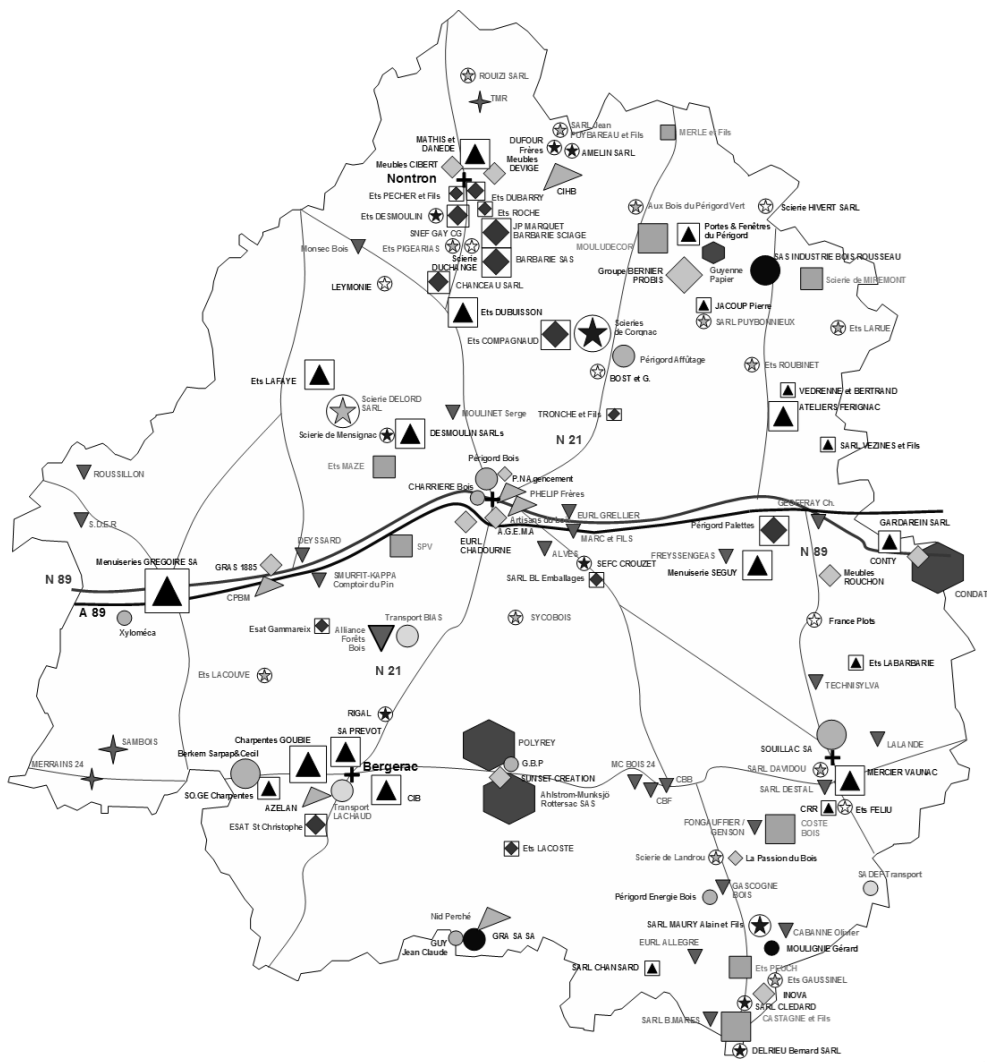 ROUIZI SARL
TMR
SARL Jean
PUYBAREAU et Fils
MERLE et Fils
DUFOUR
Frères
AMELIN SARL
MATHIS et
DANEDE
Meubles CIBERT
Meubles
DEVIGE
CIHB
Nontron
Ets PECHER et Fils
Ets DUBARRY
Ets ROCHE
Ets DESMOULIN
SNEF GAY CG
JP MARQUET
BARBARIE SCIAGE
Aux Bois du Périgord Vert
Scierie HIVERT SARL
Portes & Fenêtres
du Périgord
MOULUDECOR
Monsec Bois
Ets PIGEARIAS
Scierie
DUCHANGE
BARBARIE SAS
SAS INDUSTRIE BOIS ROUSSEAU
Groupe BERNIER
PROBIS
Guyenne
Papier
Scierie de MIREMONT
LEYMONIE
CHANCEAU SARL
JACOUP Pierre
Ets DUBUISSON
SARL PUYBONNIEUX
Ets LARUE
Ets COMPAGNAUD
Scieries
de Corgnac
Périgord Affûtage
Ets ROUBINET
BOST et G.
Ets LAFAYE
VEDRENNE et BERTRAND
Scierie DELORD
SARL
MOULINET Serge
TRONCHE et Fils
ATELIERS FERIGNAC
Scierie de Mensignac
DESMOULIN SARLs
N 21
SARL VEZINES et Fils
Ets MAZE
Périgord Bois
ROUSSILLON
CHARRIERE Bois
P.N.Agencement
PHELIP Frères
S.O.E.R
EURL GRELLIER
GEOFFRAY Ch.
Artisans du Bois
A.G.E.M.A
MARC et FILS
Périgord Palettes
GARDAREIN SARL
DEYSSARD
SPV
EURL
CHADOURNE
ALVES
FREYSSENGEAS
N 89
CONTY
Menuiseries GREGOIRE SA
GRAS 1885
SEFC CROUZET
Menuiserie SEGUY
Meubles
ROUCHON
N 89
SMURFIT-KAPPA
Comptoir du Pin
SARL BL Emballages
CONDAT
CPBM
A 89
Xyloméca
Esat Gammareix
Alliance
Forêts
Bois
Transport BIAS
SYCOBOIS
France Plots
N 21
Ets LACOUVE
Ets LABARBARIE
TECHNISYLVA
RIGAL
SA PREVOT
Charpentes GOUBIE
SAMBOIS
Berkem Sarpap&Cecil
POLYREY
SOUILLAC SA
LALANDE
MERRAINS 24
Bergerac
G.B.P
MC BOIS 24
SARL DAVIDOU
SUNSET-CREATION
CBB
MERCIER VAUNAC
SO.GE Charpentes
CIB
Ahlstrom-Munksjö
Rottersac SAS
CBF
SARL DESTAL
AZELAN
Transport
LACHAUD
CRR
Ets FELIU
ESAT St Christophe
FONGAUFFIER /
GENSON
COSTE
BOIS
Ets LACOSTE
Scierie de Landrou
La Passion du Bois
SADEF Transport
GASCOGNE
BOIS
Périgord Energie Bois
Nid Perché
SARL MAURY Alain et Fils
CABANNE Olivier
GUY
Jean Claude
GRA SA SA
EURL ALLEGRE
MOULIGNIE Gérard
SARL CHANSARD
Ets PEUCH
Ets GAUSSINEL
INOVA
SARL CLEDARD
SARL B.MARES
CASTAGNE et Fils
DELRIEU Bernard SARL